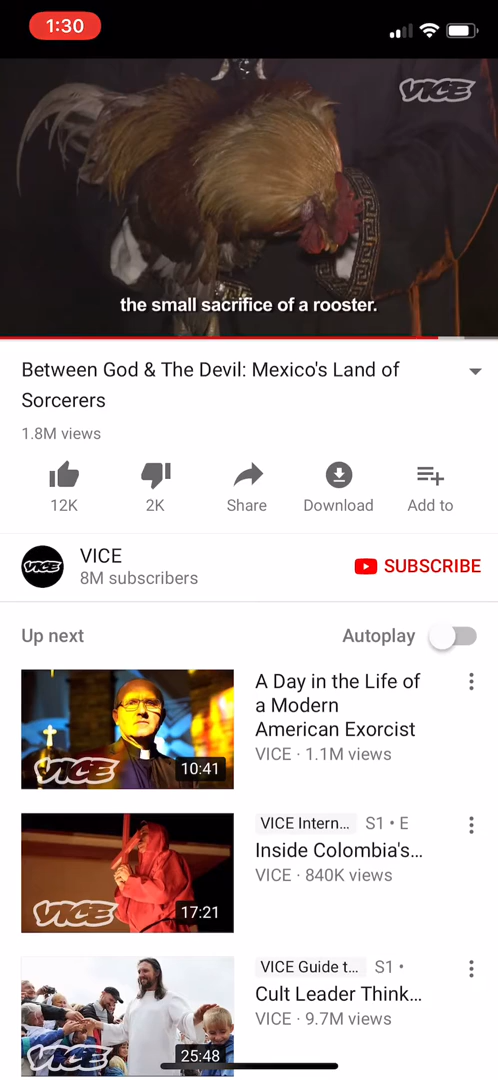 1:30
VICE
the small sacrifice of a rooster.
Between God & The Devil: Mexico's Land of
Sorcerers
1.8M views
12K
2K
Share
Download
Add to
VICE
VICE
8M subscribers
SUBSCRIBE
Up next
Autoplay
VICE
10:41
A Day in the Life of
a Modern
American Exorcist
VICE · 1.1M views
VICE
17:21
VICE Intern... S1 • E
Inside Colombia's...
VICE · 840K views
VICE
25:48
VICE Guide t... S1 •
Cult Leader Think...
VICE · 9.7M views